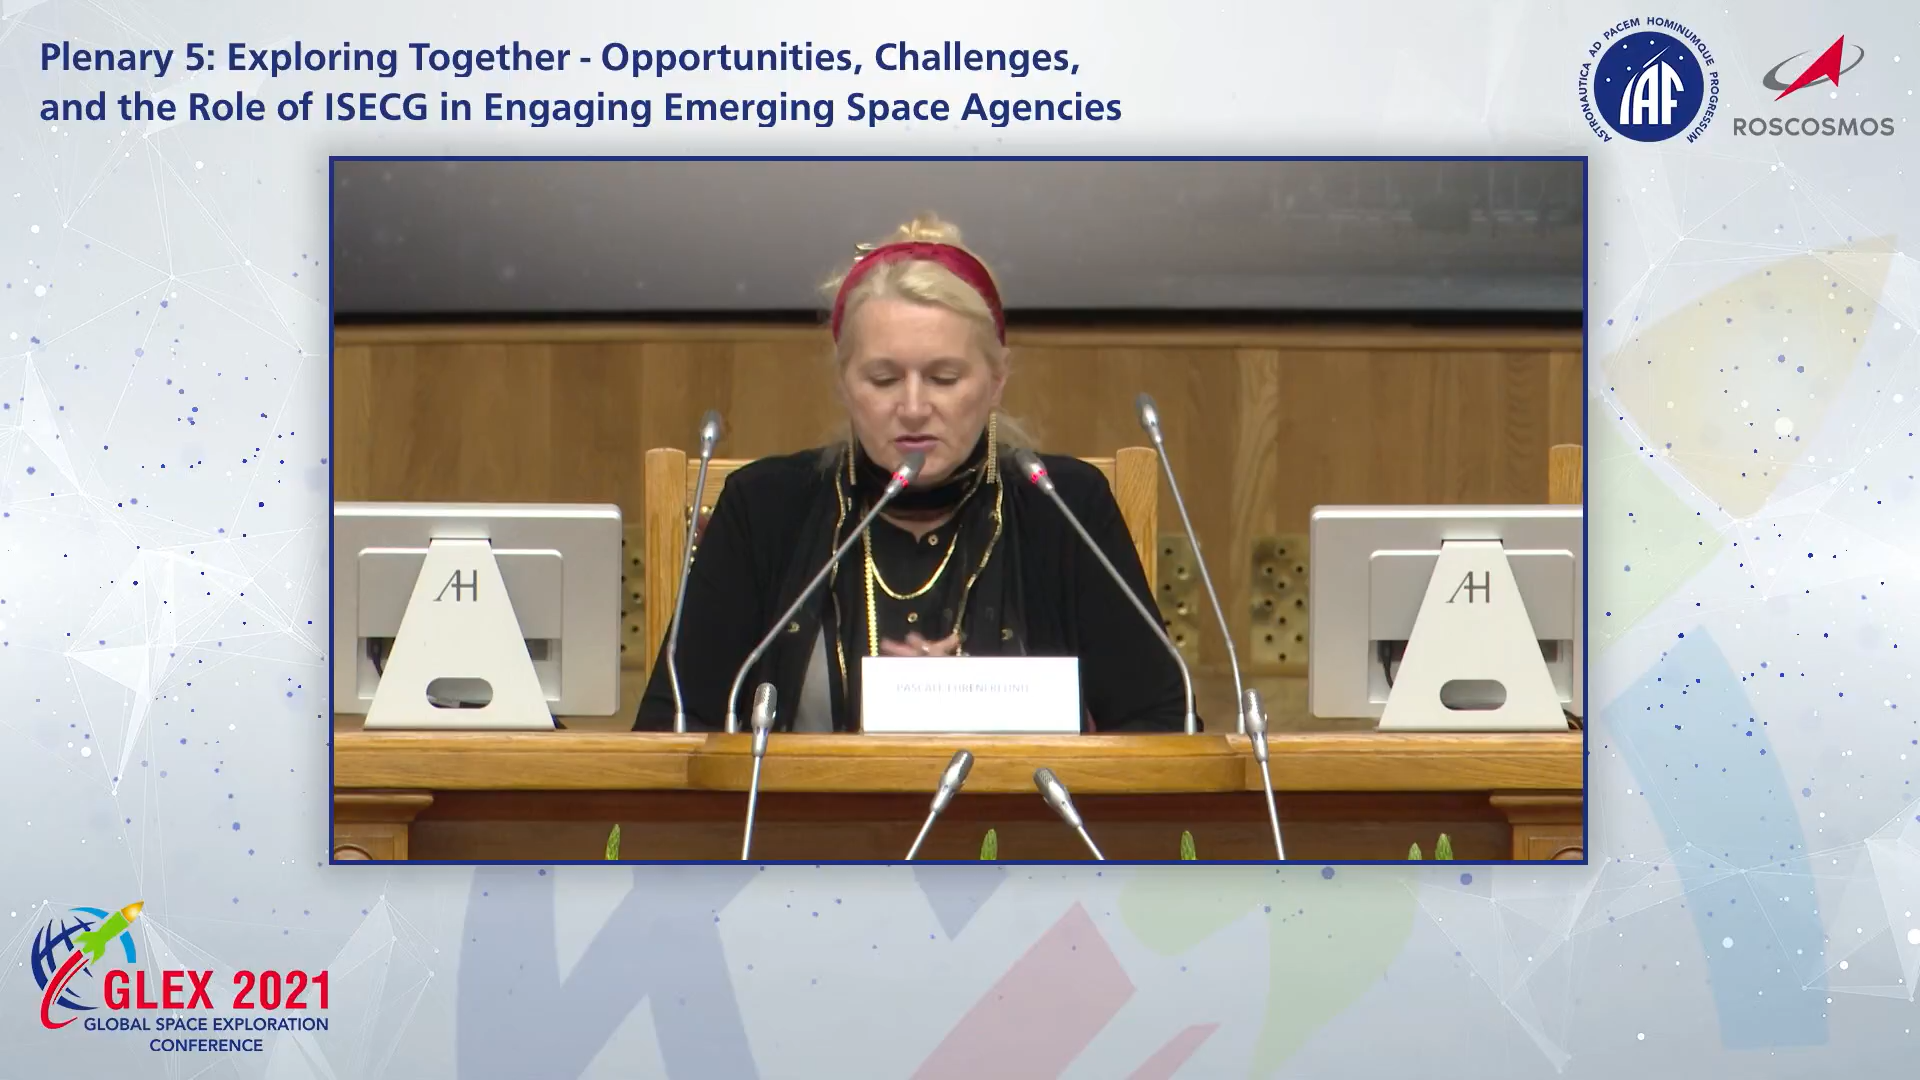 Plenary 5: Exploring Together - Opportunities, Challenges,
and the Role of ISECG in Engaging Emerging Space Agencies
ASTRONAUTICA AD PACEM HOMINUMQUE PROGRESSUM
IAF
ROSCOSMOS
AH
AH
GLEX 2021
GLOBAL SPACE EXPLORATION
CONFERENCE